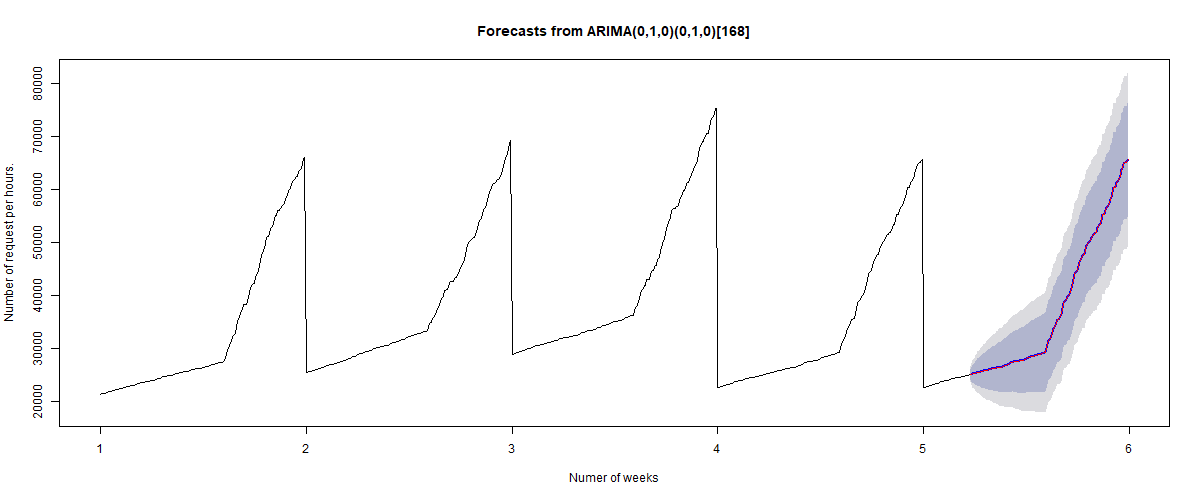 Forecasts from ARIMA(0,1,0)(0,1,0)[168]
Number of request per hours.
80000
70000
60000
50000
40000
30000
20000
1 2 3 4 5 6
Numer of weeks